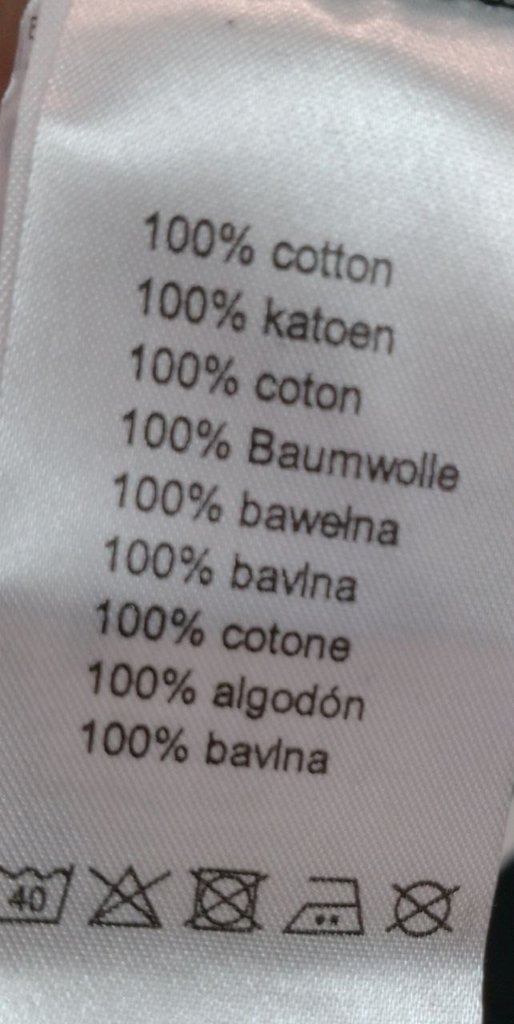 100% cotton
100% katoen
100% coton
100% Baumwolle
100% bawełna
100% bavlna
100% cotone
100% algodón
100% bavlna
40